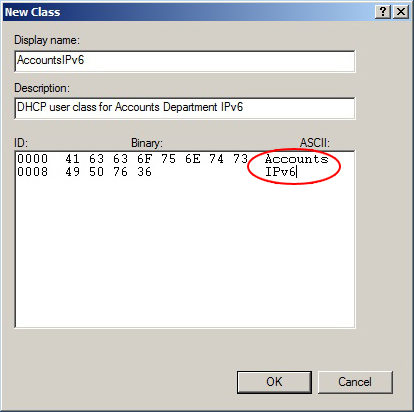 New Class
Display name:
AccountsIPv6
Description:
DHCP user class for Accounts Department IPv6
ID: Binary: ASCII:
0000 41 63 63 6F 75 6E 74 73 Accounts
0008 49 50 76 36 IPv6
OK Cancel